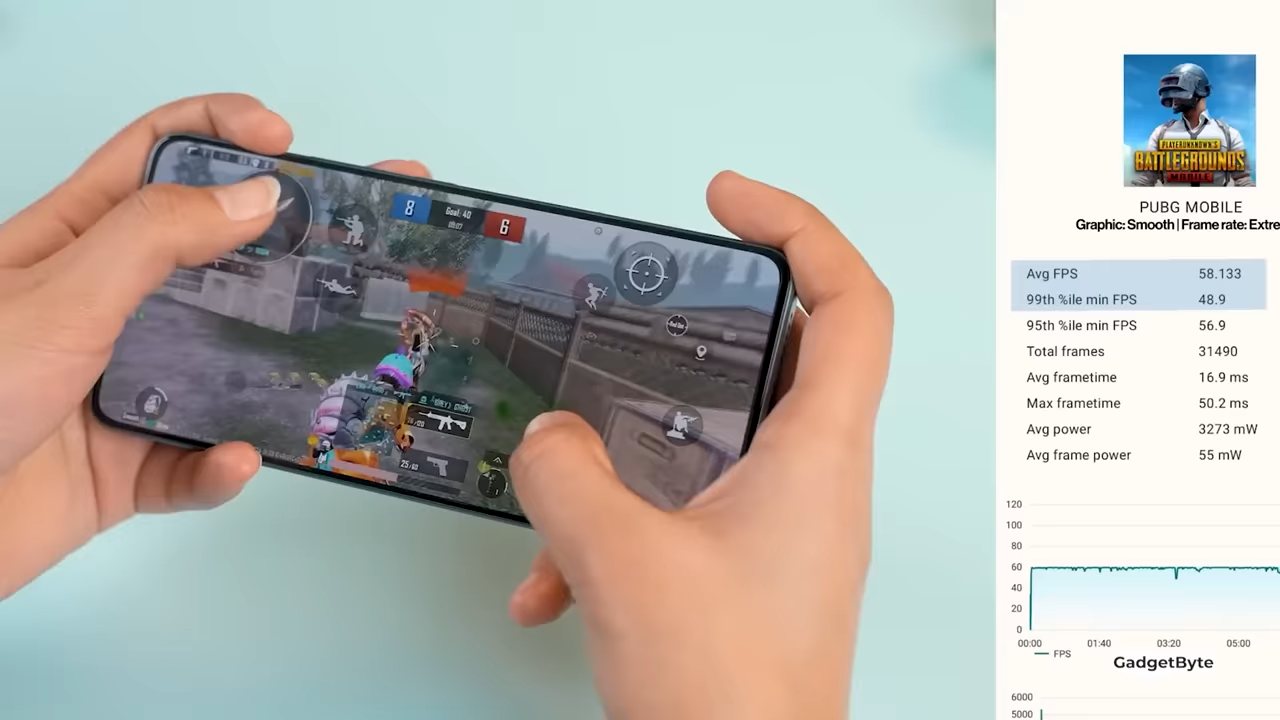 8
Goal: 40
6
25/60
PLAYERUNKNOWN'S
BATTLEGROUNDS
MOBILE
PUBG MOBILE
Graphic: Smooth | Frame rate: Extre
Avg FPS 58.133
99th %ile min FPS 48.9
95th %ile min FPS 56.9
Total frames 31490
Avg frametime 16.9 ms
Max frametime 50.2 ms
Avg power 3273 mW
Avg frame power 55 mW
120
100
80
60
40
20
0
00:00 01:40 03:20 05:00
FPS
GadgetByte
6000
5000